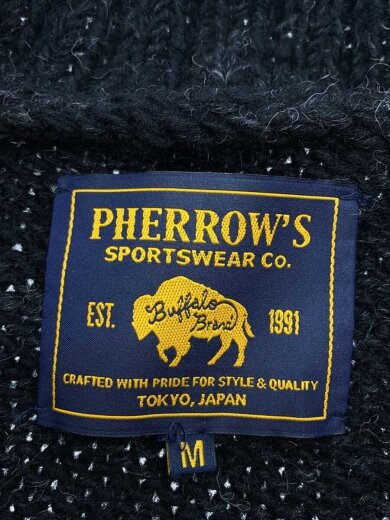 PHERROW'S
SPORTSWEAR Co.
EST. Buffalo Brand 1991
CRAFTED WITH PRIDE FOR STYLE & QUALITY
TOKYO, JAPAN
M